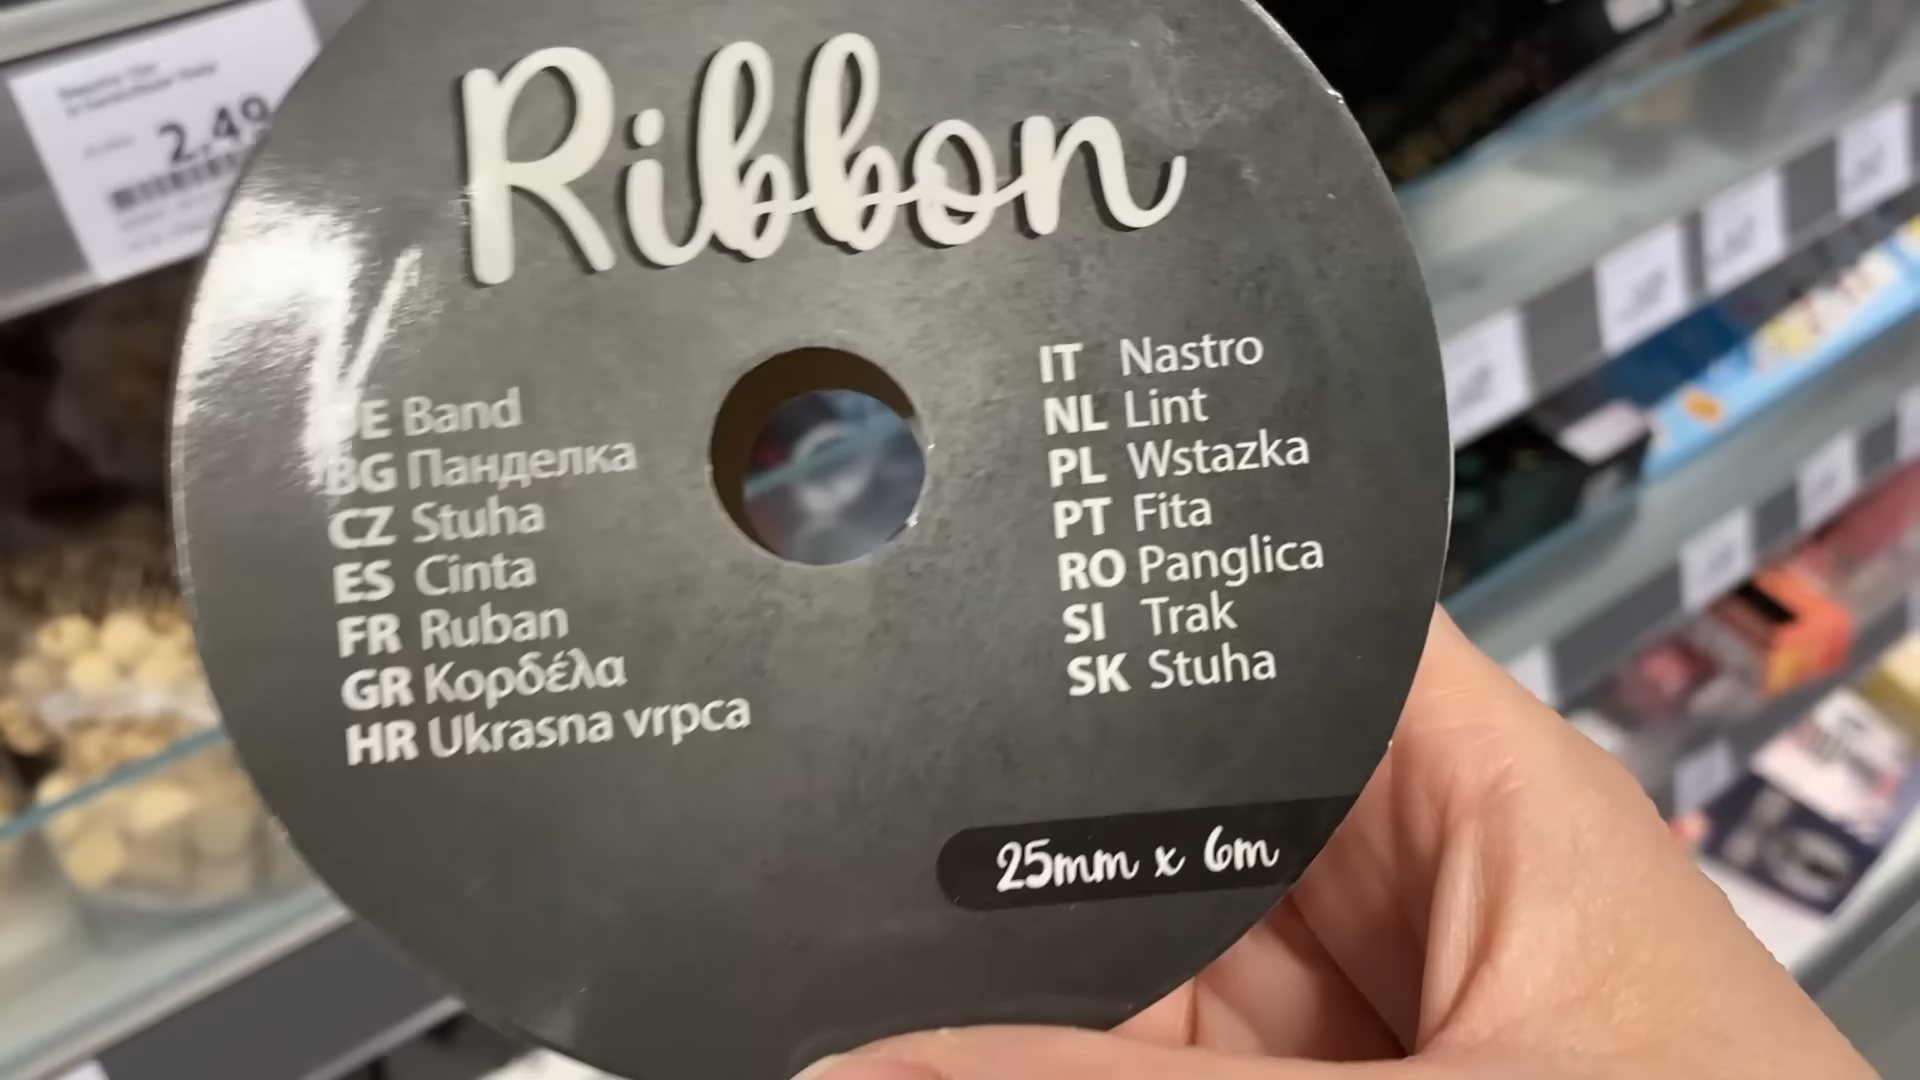 2.49
Ribbon
DE Band
BG Панделка
CZ Stuha
ES Cinta
FR Ruban
GR Κορδέλα
HR Ukrasna vrpca
IT Nastro
NL Lint
PL Wstazka
PT Fita
RO Panglica
SI Trak
SK Stuha
25mm x 6m